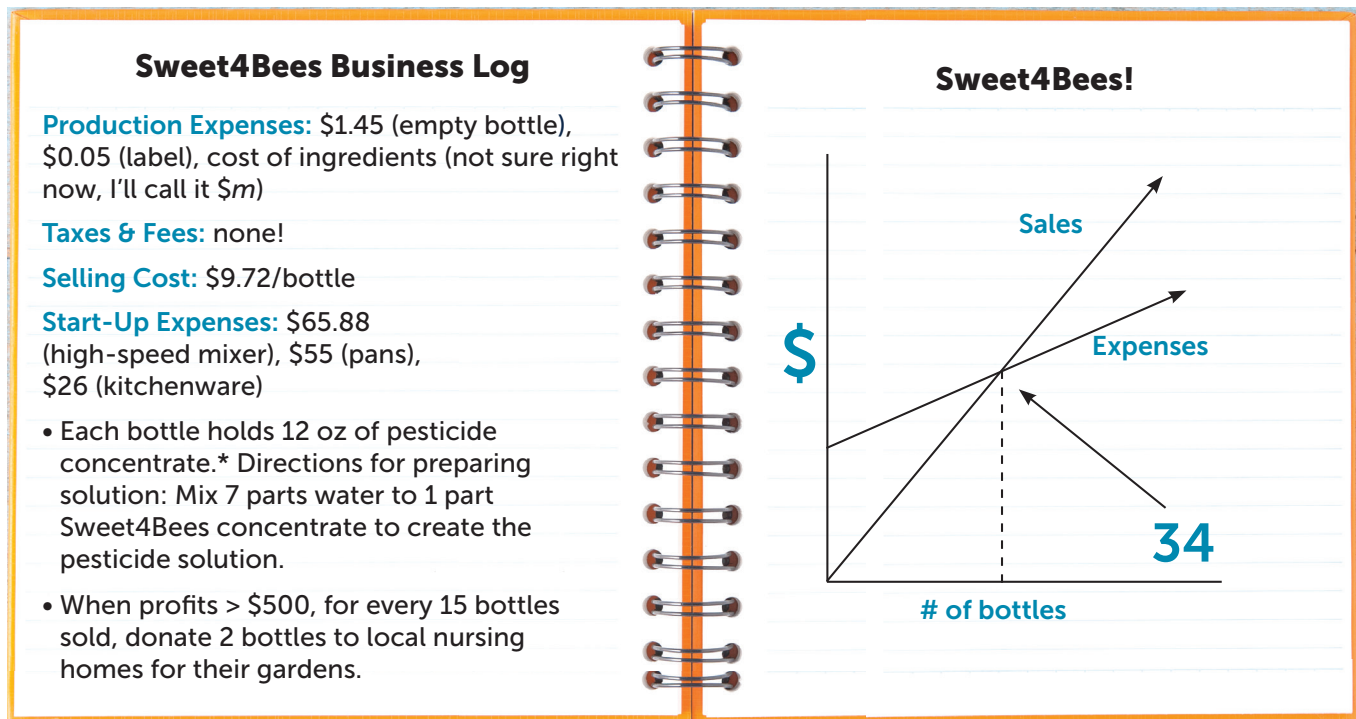 Sweet4Bees Business Log
Production Expenses: $1.45 (empty bottle),
$0.05 (label), cost of ingredients (not sure right
now, I'll call it $m)
Taxes & Fees: none!
Selling Cost: $9.72/bottle
Start-Up Expenses: $65.88
(high-speed mixer), $55 (pans),
$26 (kitchenware)
• Each bottle holds 12 oz of pesticide
concentrate.* Directions for preparing
solution: Mix 7 parts water to 1 part
Sweet4Bees concentrate to create the
pesticide solution.
• When profits > $500, for every 15 bottles
sold, donate 2 bottles to local nursing
homes for their gardens.
Sweet4Bees!
Sales
$
Expenses
34
# of bottles